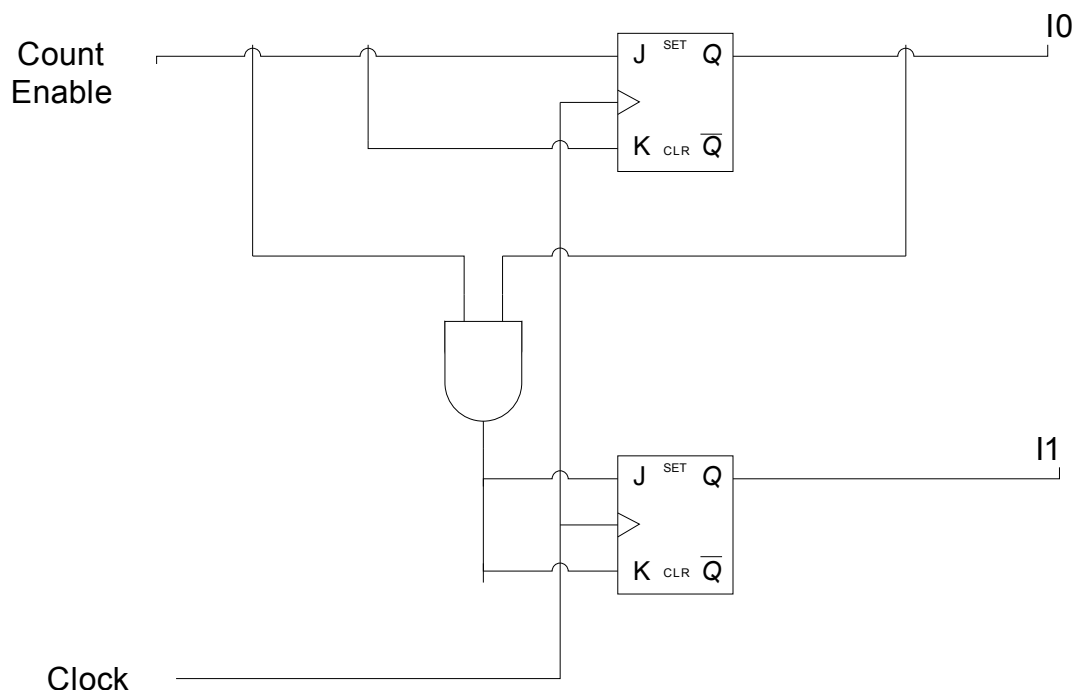 Count
Enable
I0
J SET Q
K CLR Q̅
I1
J SET Q
K CLR Q̅
Clock